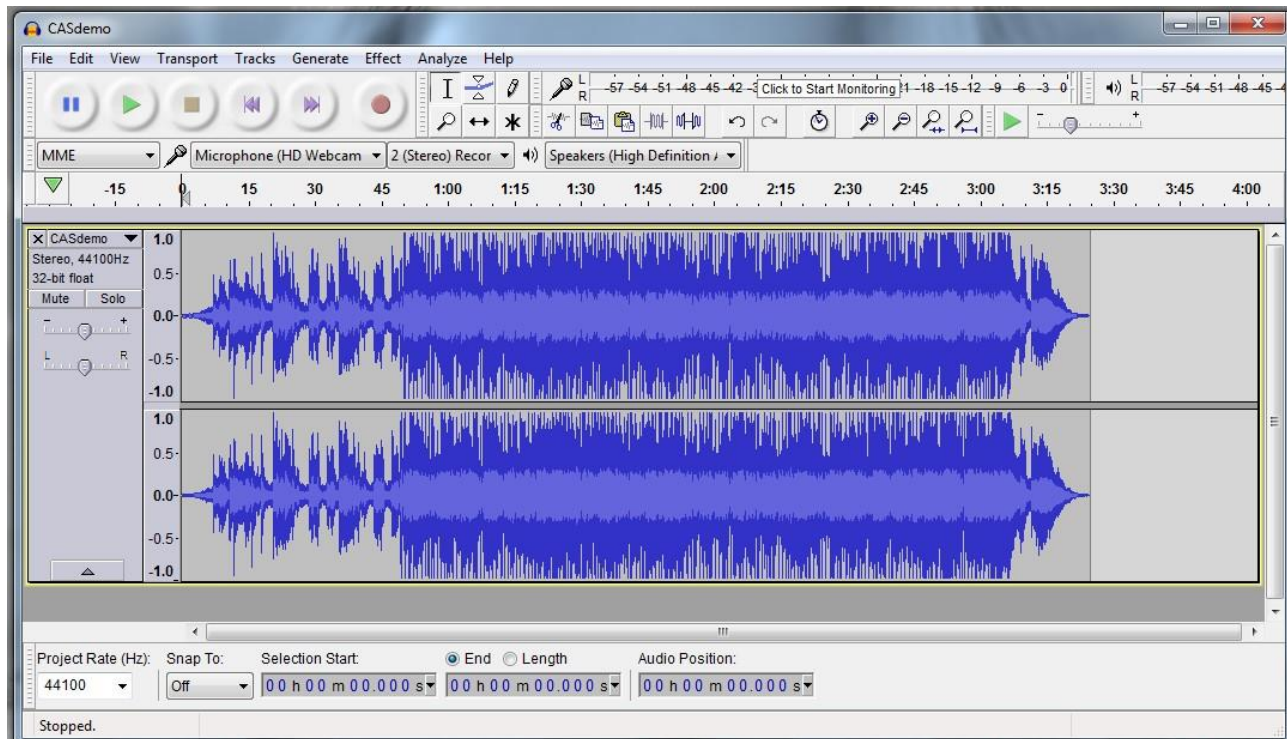 CASdemo
File Edit View Transport Tracks Generate Effect Analyze Help
L R -57 -54 -51 -48 -45 -42 Click to Start Monitoring -18 -15 -12 -9 -6 -3 0 L R -57 -54 -51 -48 -45
MME Microphone (HD Webcam 2 (Stereo) Recor Speakers (High Definition
-15 0 15 30 45 1:00 1:15 1:30 1:45 2:00 2:15 2:30 2:45 3:00 3:15 3:30 3:45 4:00
X CASdemo 1.0
Stereo, 44100Hz
32-bit float 0.5
Mute Solo
- + 0.0
L R -0.5
-1.0
1.0
0.5
0.0
-0.5
-1.0
Project Rate (Hz): Snap To: Selection Start: End Length Audio Position:
44100 Off 00 h 00 m 00.000 s 00 h 00 m 00.000 s 00 h 00 m 00.000 s
Stopped.